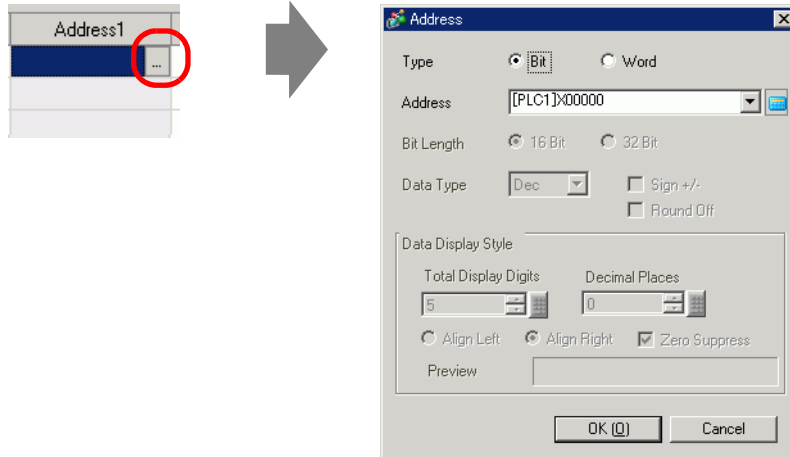 Address1
...
Address
Type Bit Word
Address [PLC1]X00000
Bit Length 16 Bit 32 Bit
Data Type Dec Sign +/-
Round Off
Data Display Style
Total Display Digits Decimal Places
5 0
Align Left Align Right Zero Suppress
Preview
OK (O) Cancel